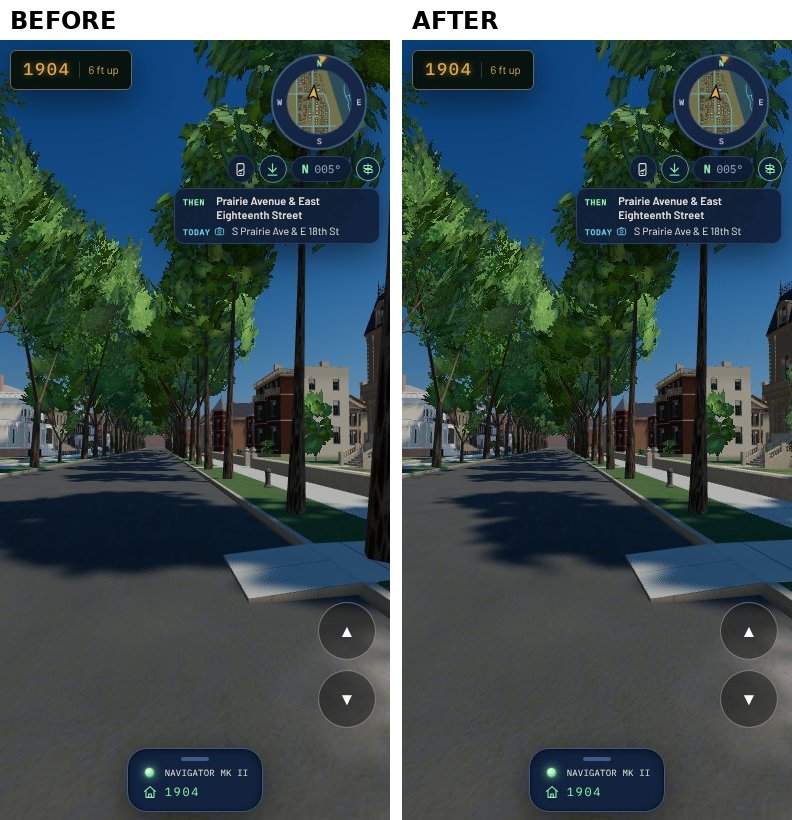 BEFORE
1904 6 ft up
N
W E
S
N 005°
THEN Prairie Avenue & East
Eighteenth Street
TODAY S Prairie Ave & E 18th St
NAVIGATOR MK II
1904
AFTER
1904 6 ft up
N
W E
S
N 005°
THEN Prairie Avenue & East
Eighteenth Street
TODAY S Prairie Ave & E 18th St
NAVIGATOR MK II
1904